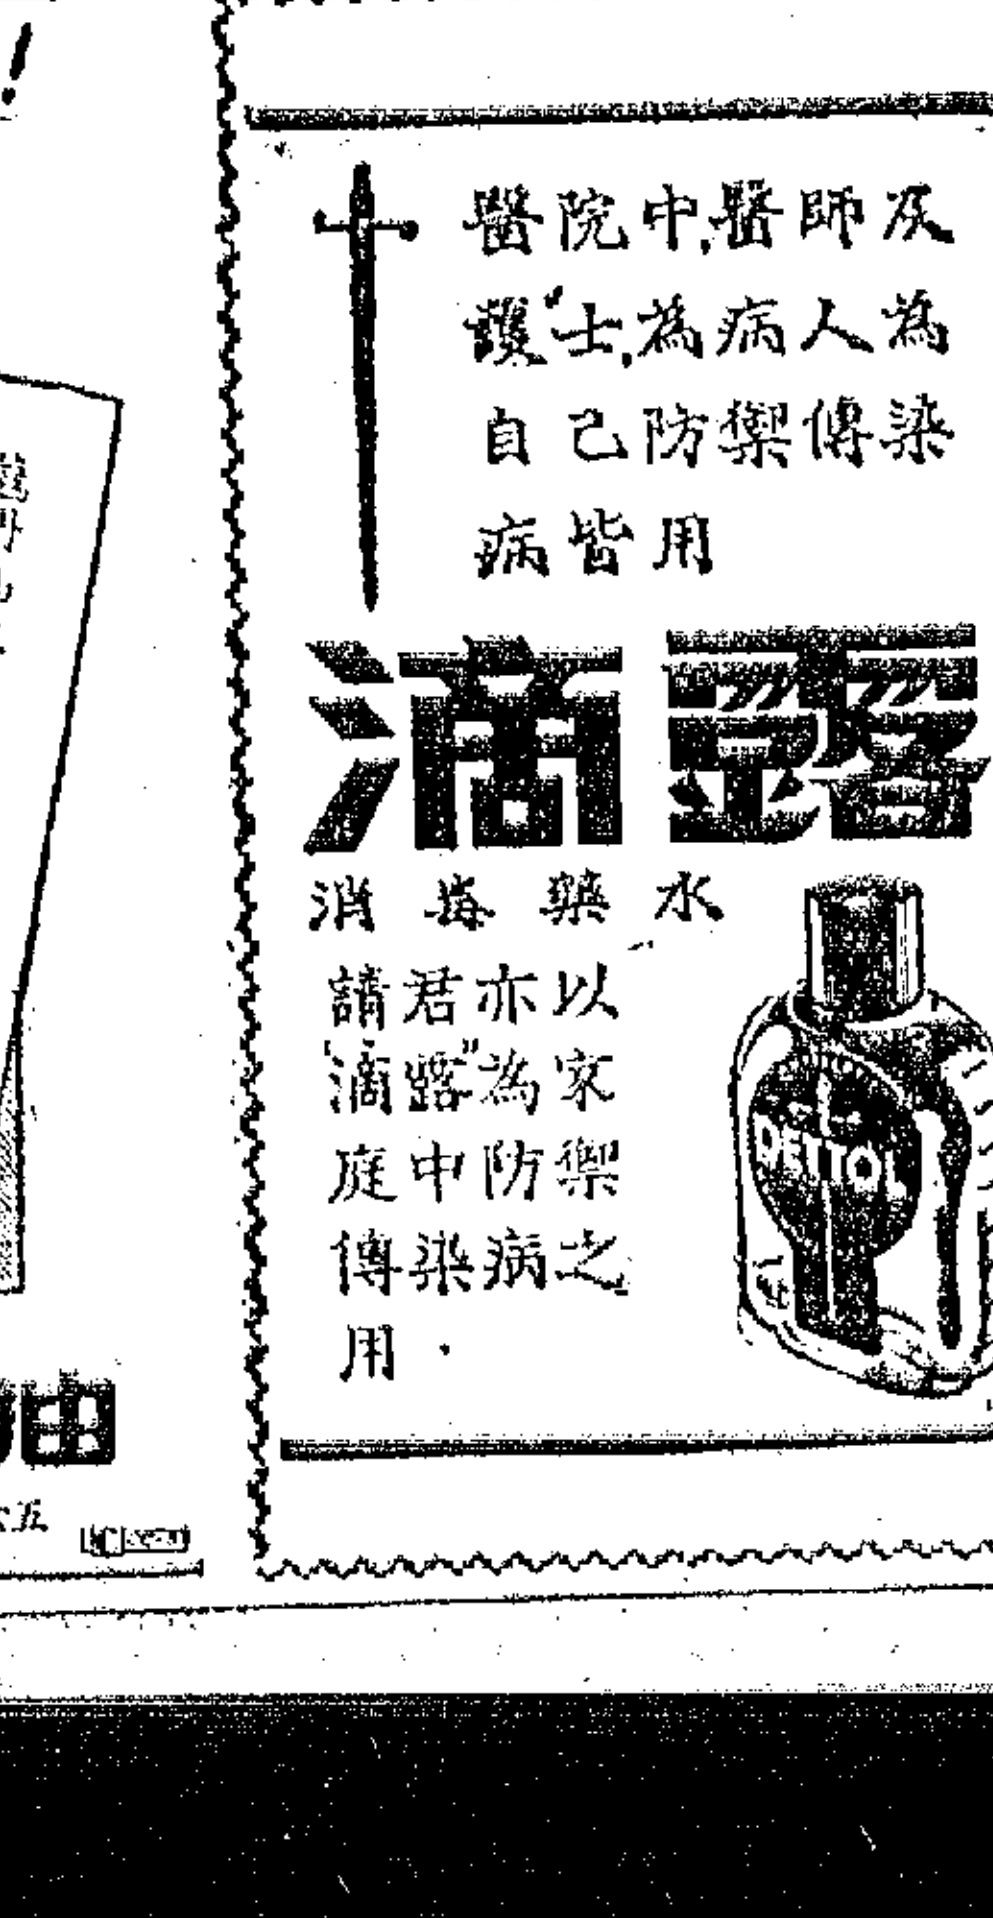 醫院中,醫師及
護士,為病人為
自己防禦傳染
病皆用
滴露
消毒藥水
請君亦以
"滴露"為家
庭中防禦
傳染病之
用.
DETTOL
油
五